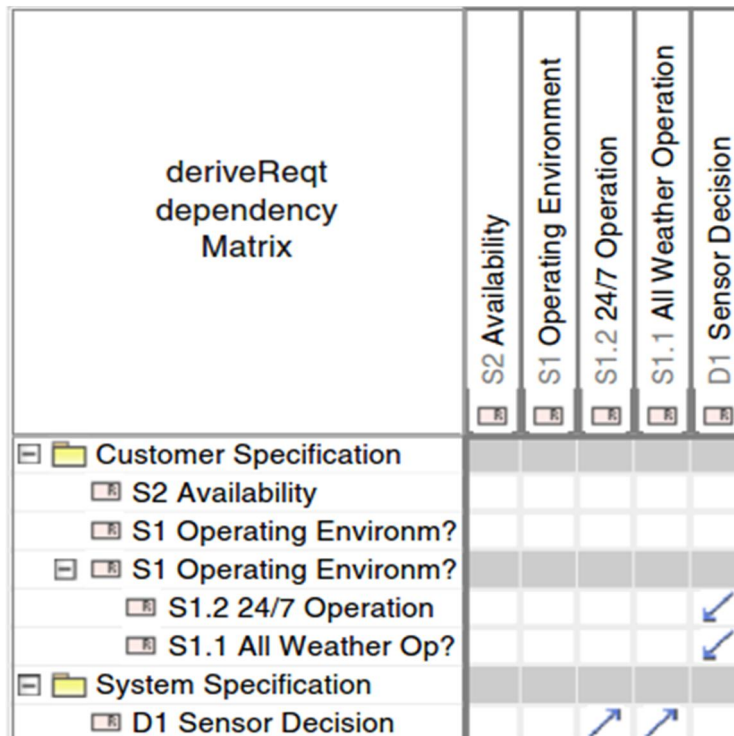 deriveReqt
dependency
Matrix
S2 Availability
S1 Operating Environment
S1.2 24/7 Operation
S1.1 All Weather Operation
D1 Sensor Decision
Customer Specification
S2 Availability
S1 Operating Environm?
S1 Operating Environm?
S1.2 24/7 Operation
S1.1 All Weather Op?
System Specification
D1 Sensor Decision